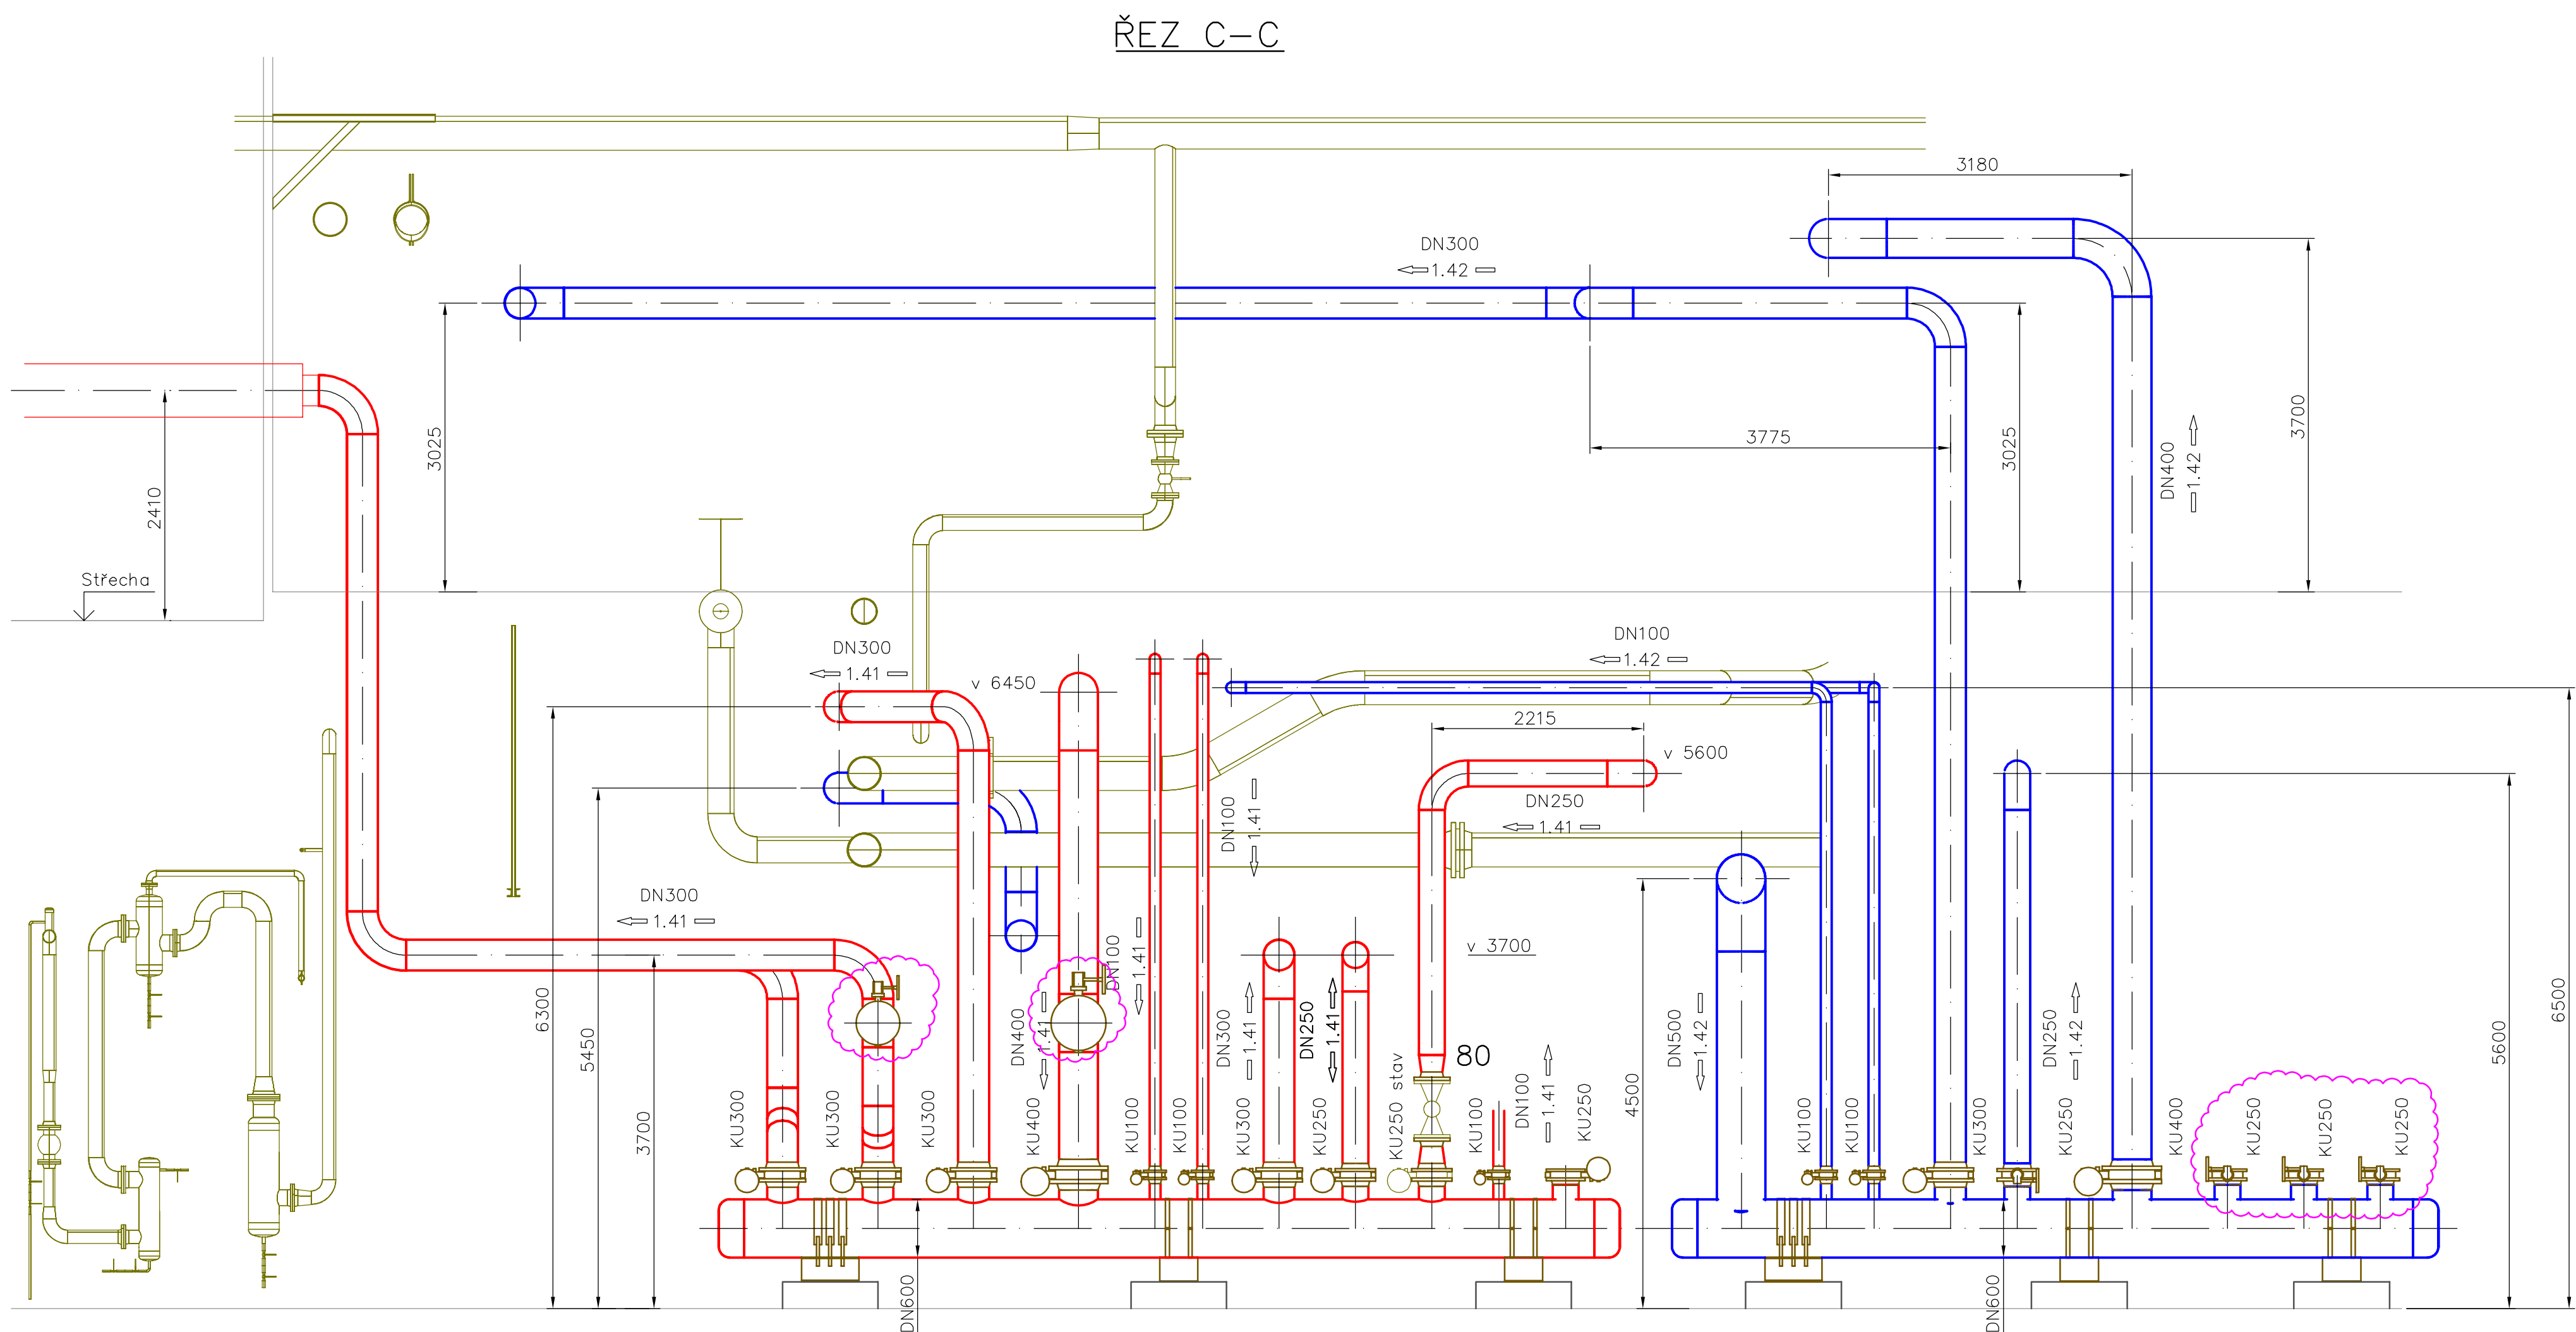 ŘEZ C–C
3180
DN300
1.42
3025
2410
Střecha
3775
3025
DN400
1.42
3700
DN300
1.41
v 6450
DN100
1.42
2215
v 5600
DN250
1.41
DN100
1.41
DN300
1.41
v 3700
DN100
1.41
6300
5450
3700
DN400
1.41
DN300
1.41
DN250
1.41
80
DN100
1.41
4500
DN500
1.42
DN250
1.42
5600
6500
KU300
KU300
KU300
KU400
KU100
KU100
KU300
KU250
KU250 stav
KU100
KU250
KU100
KU100
KU300
KU250
KU400
KU250
KU250
KU250
DN600
DN600